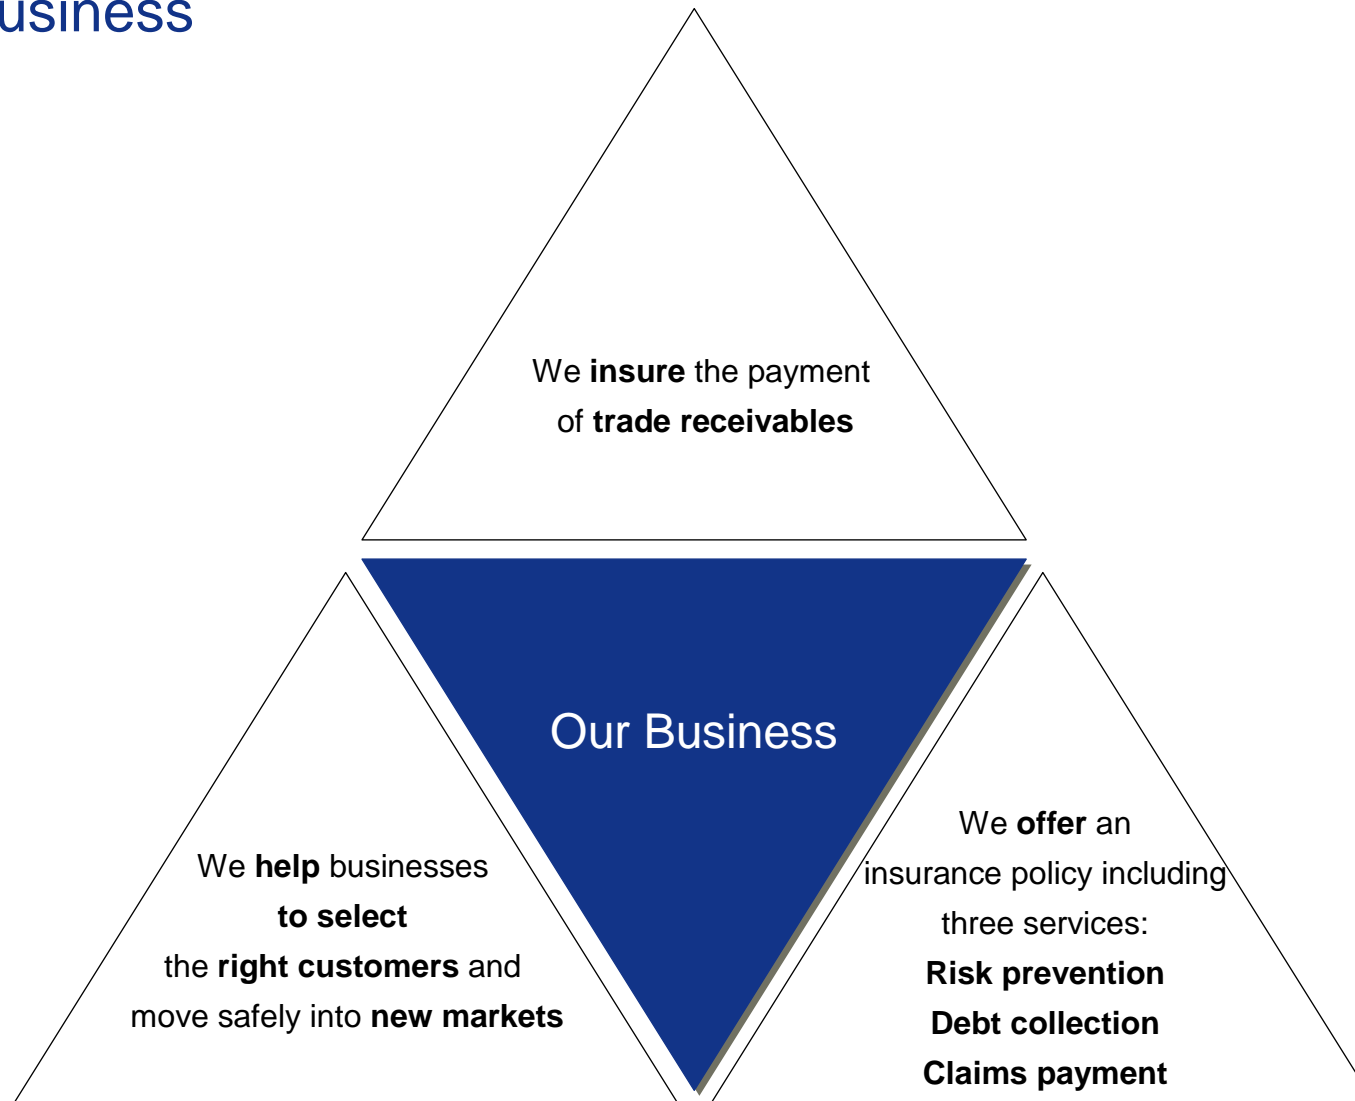 usiness
We insure the payment
of trade receivables
Our Business
We help businesses
to select
the right customers and
move safely into new markets
We offer an
insurance policy including
three services:
Risk prevention
Debt collection
Claims payment